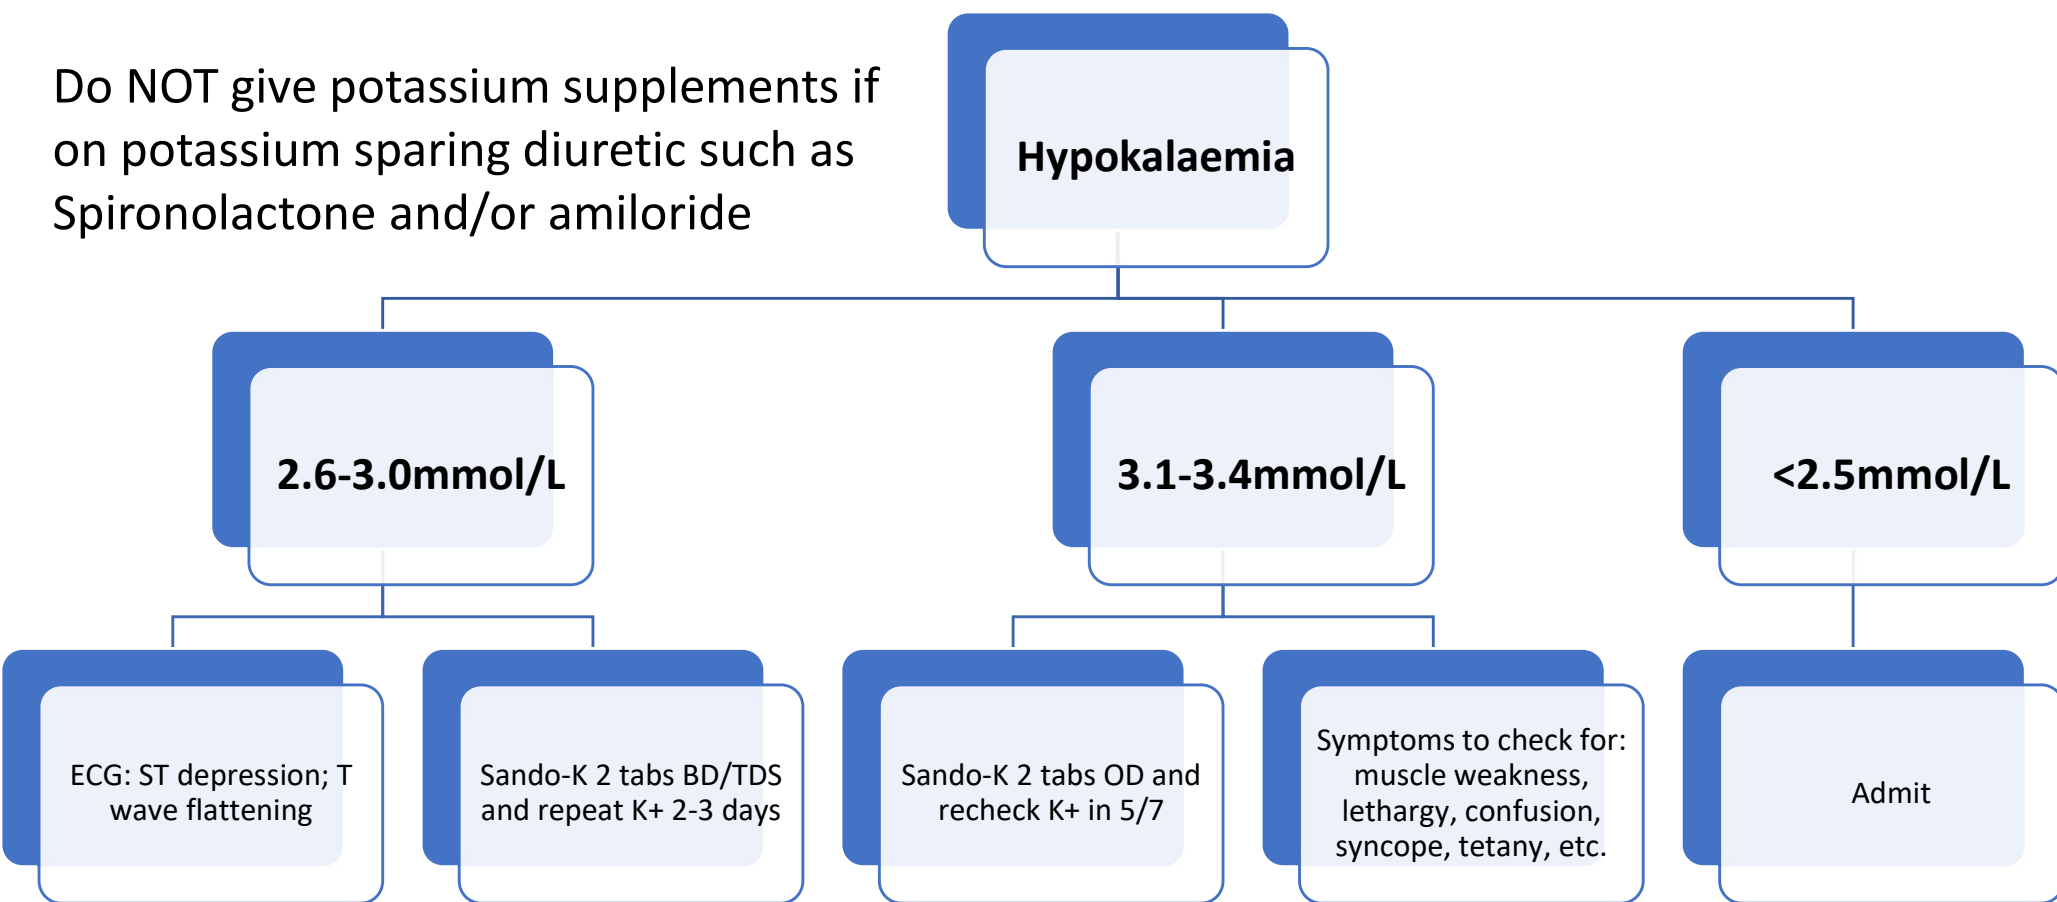 Do NOT give potassium supplements if
on potassium sparing diuretic such as
Spironolactone and/or amiloride
Hypokalaemia
2.6-3.0mmol/L
3.1-3.4mmol/L
<2.5mmol/L
ECG: ST depression; T
wave flattening
Sando-K 2 tabs BD/TDS
and repeat K+ 2-3 days
Sando-K 2 tabs OD and
recheck K+ in 5/7
Symptoms to check for:
muscle weakness,
lethargy, confusion,
syncope, tetany, etc.
Admit